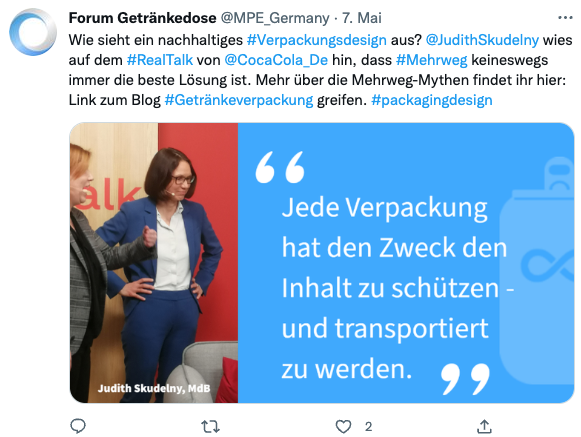 Forum Getränkedose @MPE_Germany · 7. Mai
Wie sieht ein nachhaltiges #Verpackungsdesign aus? @JudithSkudelny wies
auf dem #RealTalk von @CocaCola_De hin, dass #Mehrweg keineswegs
immer die beste Lösung ist. Mehr über die Mehrweg-Mythen findet ihr hier:
Link zum Blog #Getränkeverpackung greifen. #packagingdesign
alk
“
Jede Verpackung
hat den Zweck den
Inhalt zu schützen -
und transportiert
zu werden.
”
Judith Skudelny, MdB
2